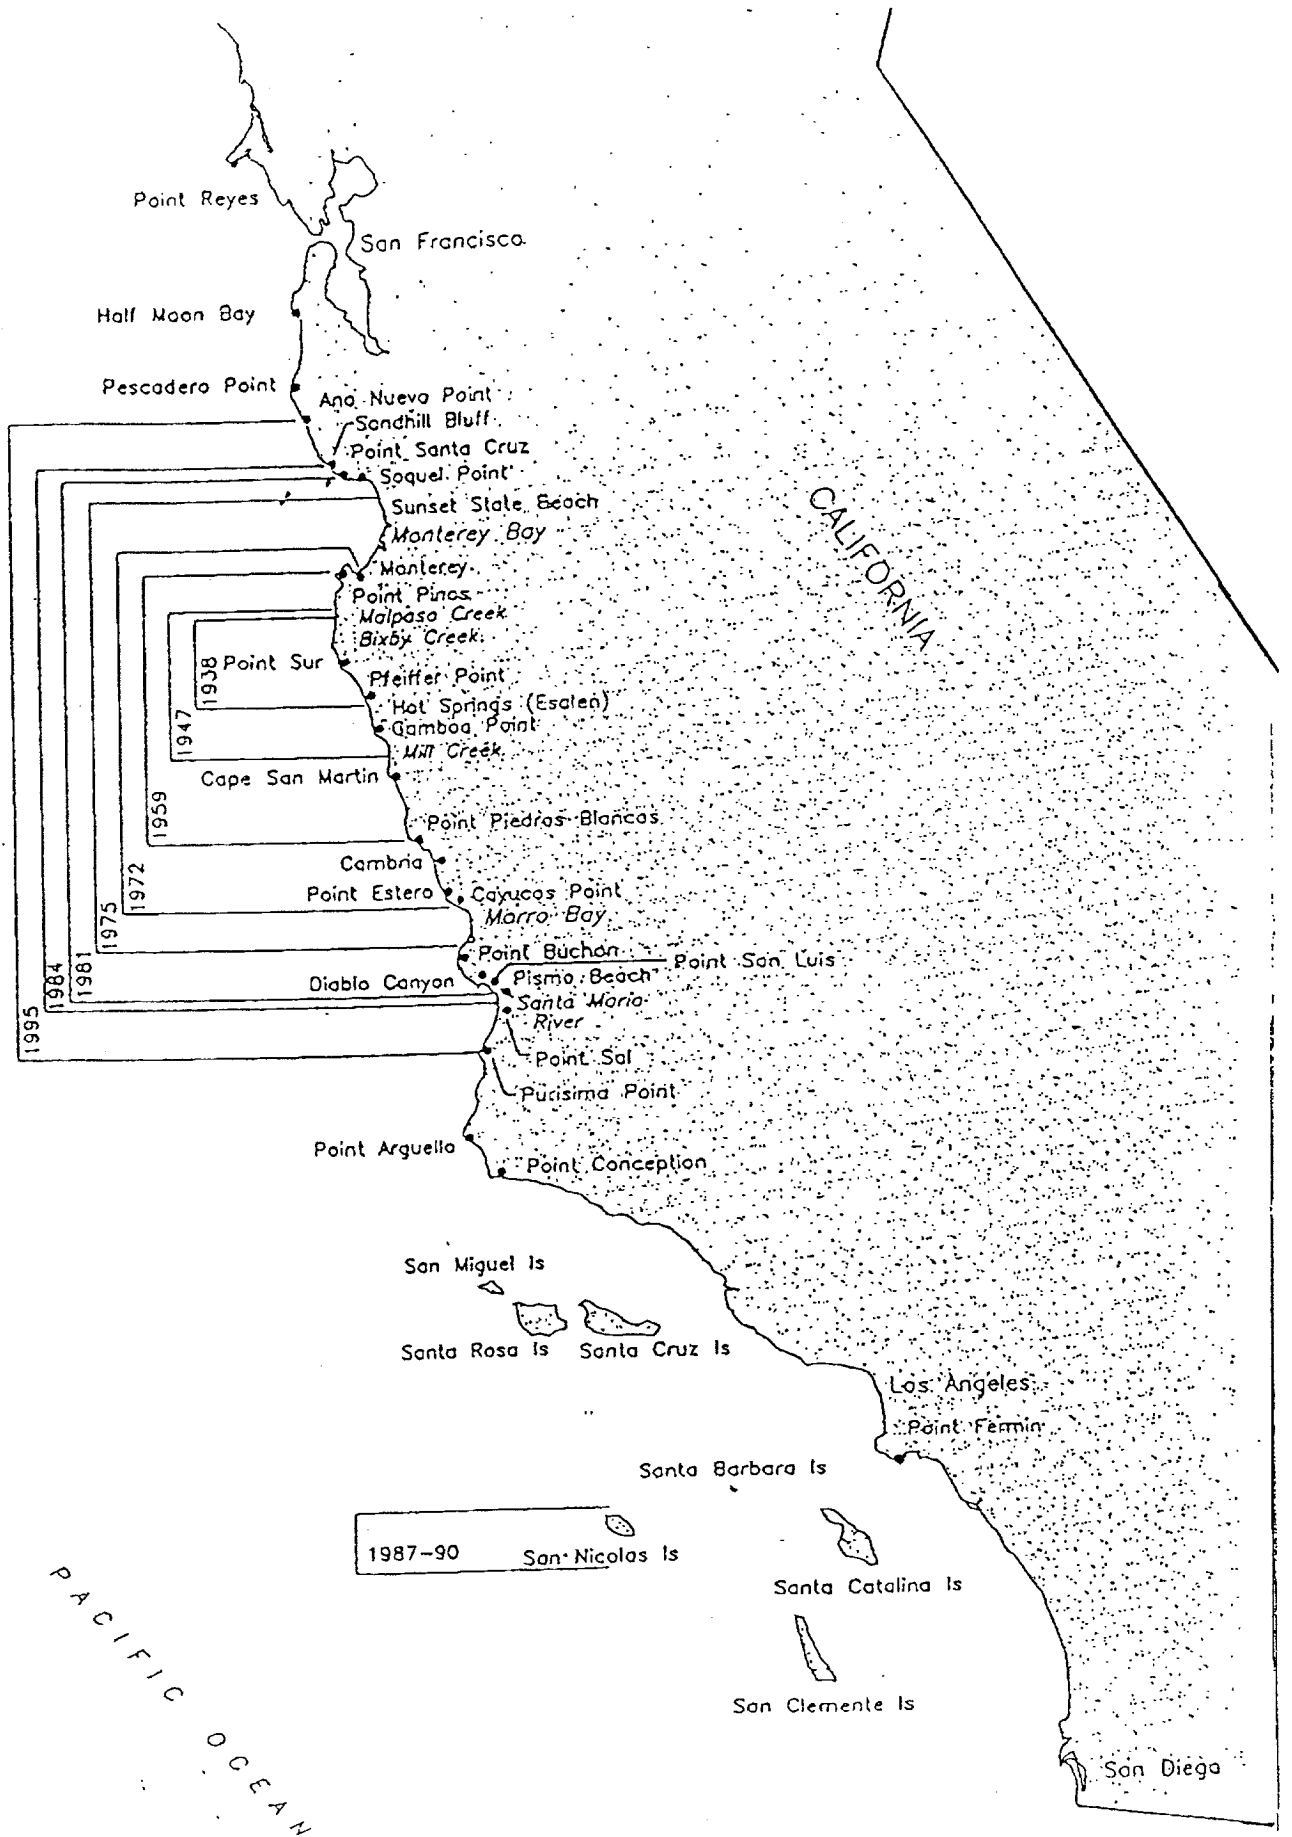 Point Reyes
San Francisco
Half Moon Bay
Pescadero Point
Ano Nuevo Point
Sandhill Bluff
Point Santa Cruz
Soquel Point
Sunset State Beach
Monterey Bay
Monterey
Point Pinos
Malpaso Creek
Bixby Creek
Point Sur
Pfeiffer Point
Hot Springs (Esalen)
Gamboa Point
Mill Creek
Cape San Martin
Point Piedras Blancas
Cambria
Point Estero
Cayucos Point
Morro Bay
Point Buchon
Point San Luis
Diablo Canyon
Pismo Beach
Santa Maria
River
Point Sal
Purisima Point
Point Arguello
Point Conception
CALIFORNIA
1938
1947
1959
1972
1975
1981
1984
1995
San Miguel Is
Santa Rosa Is
Santa Cruz Is
Los Angeles
Point Fermin
Santa Barbara Is
1987-90
San Nicolas Is
Santa Catalina Is
San Clemente Is
San Diego
PACIFIC OCEAN